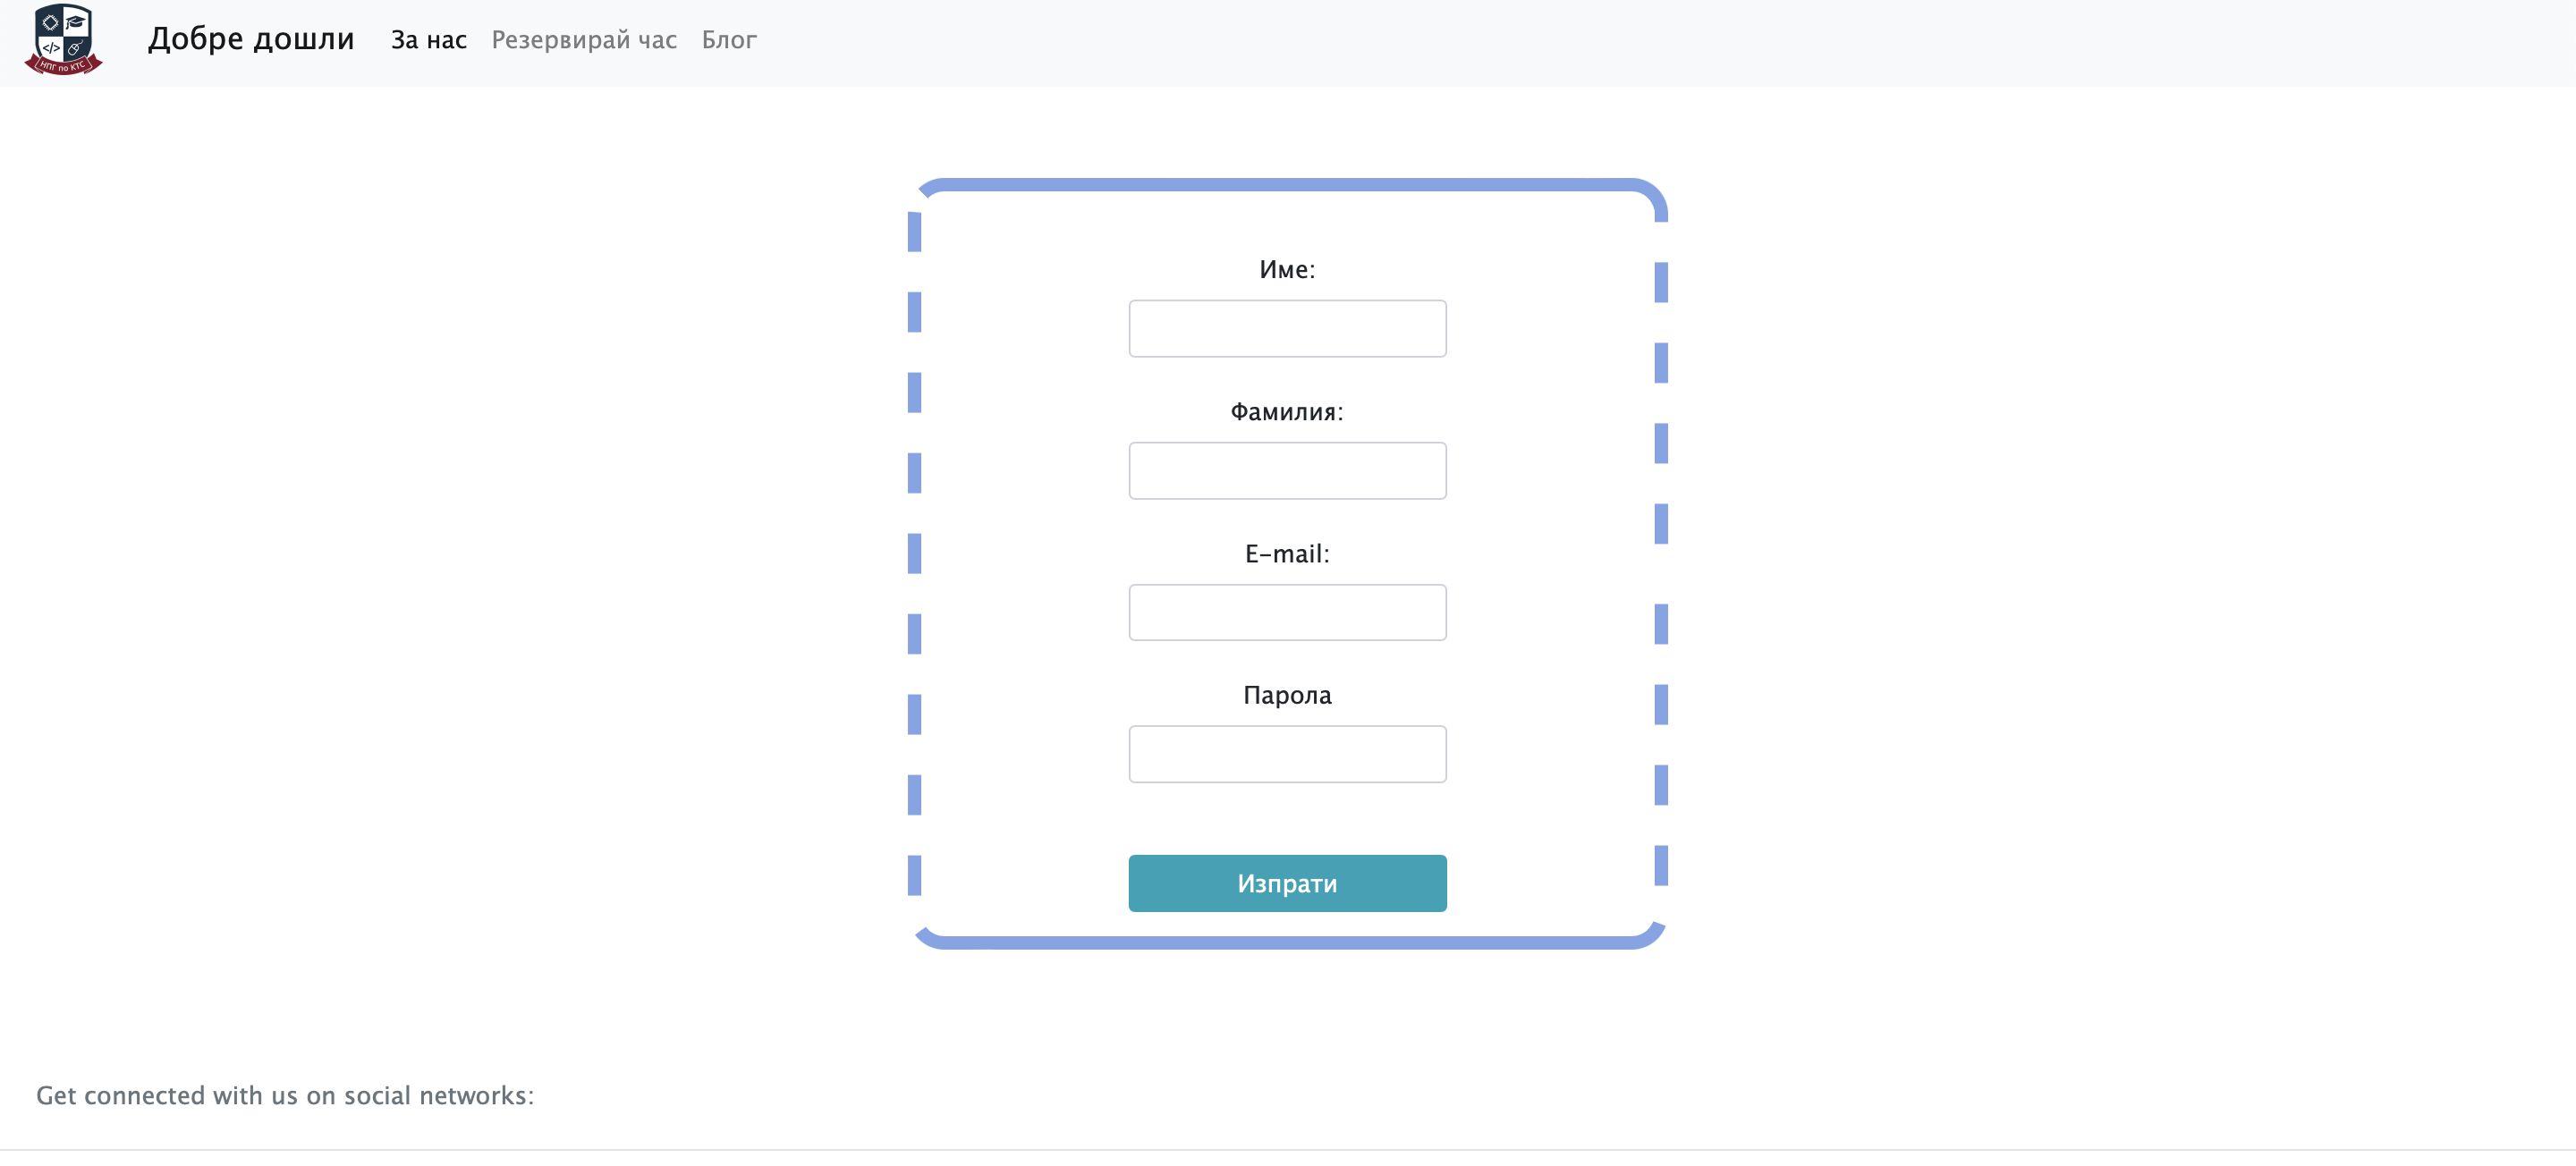 </>
НПГ по КТС
Добре дошли За нас Резервирай час Блог
Име:
Фамилия:
E-mail:
Парола
Изпрати
Get connected with us on social networks: